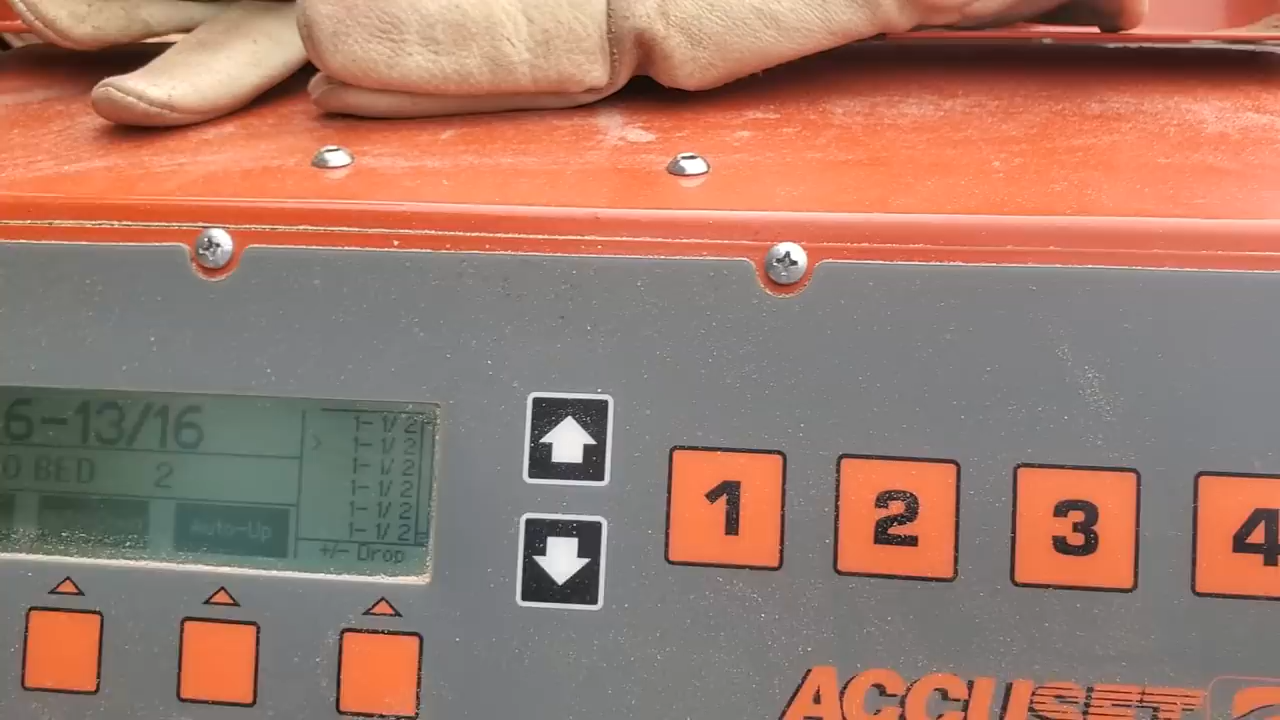 6-13/16
1- 1/ 2
1- 1/ 2
1- 1/ 2
1- 1/ 2
1- 1/ 2
1- 1/ 2
O BED 2
Auto-Up
+/- Drop
1
2
3
4
ACCUSET